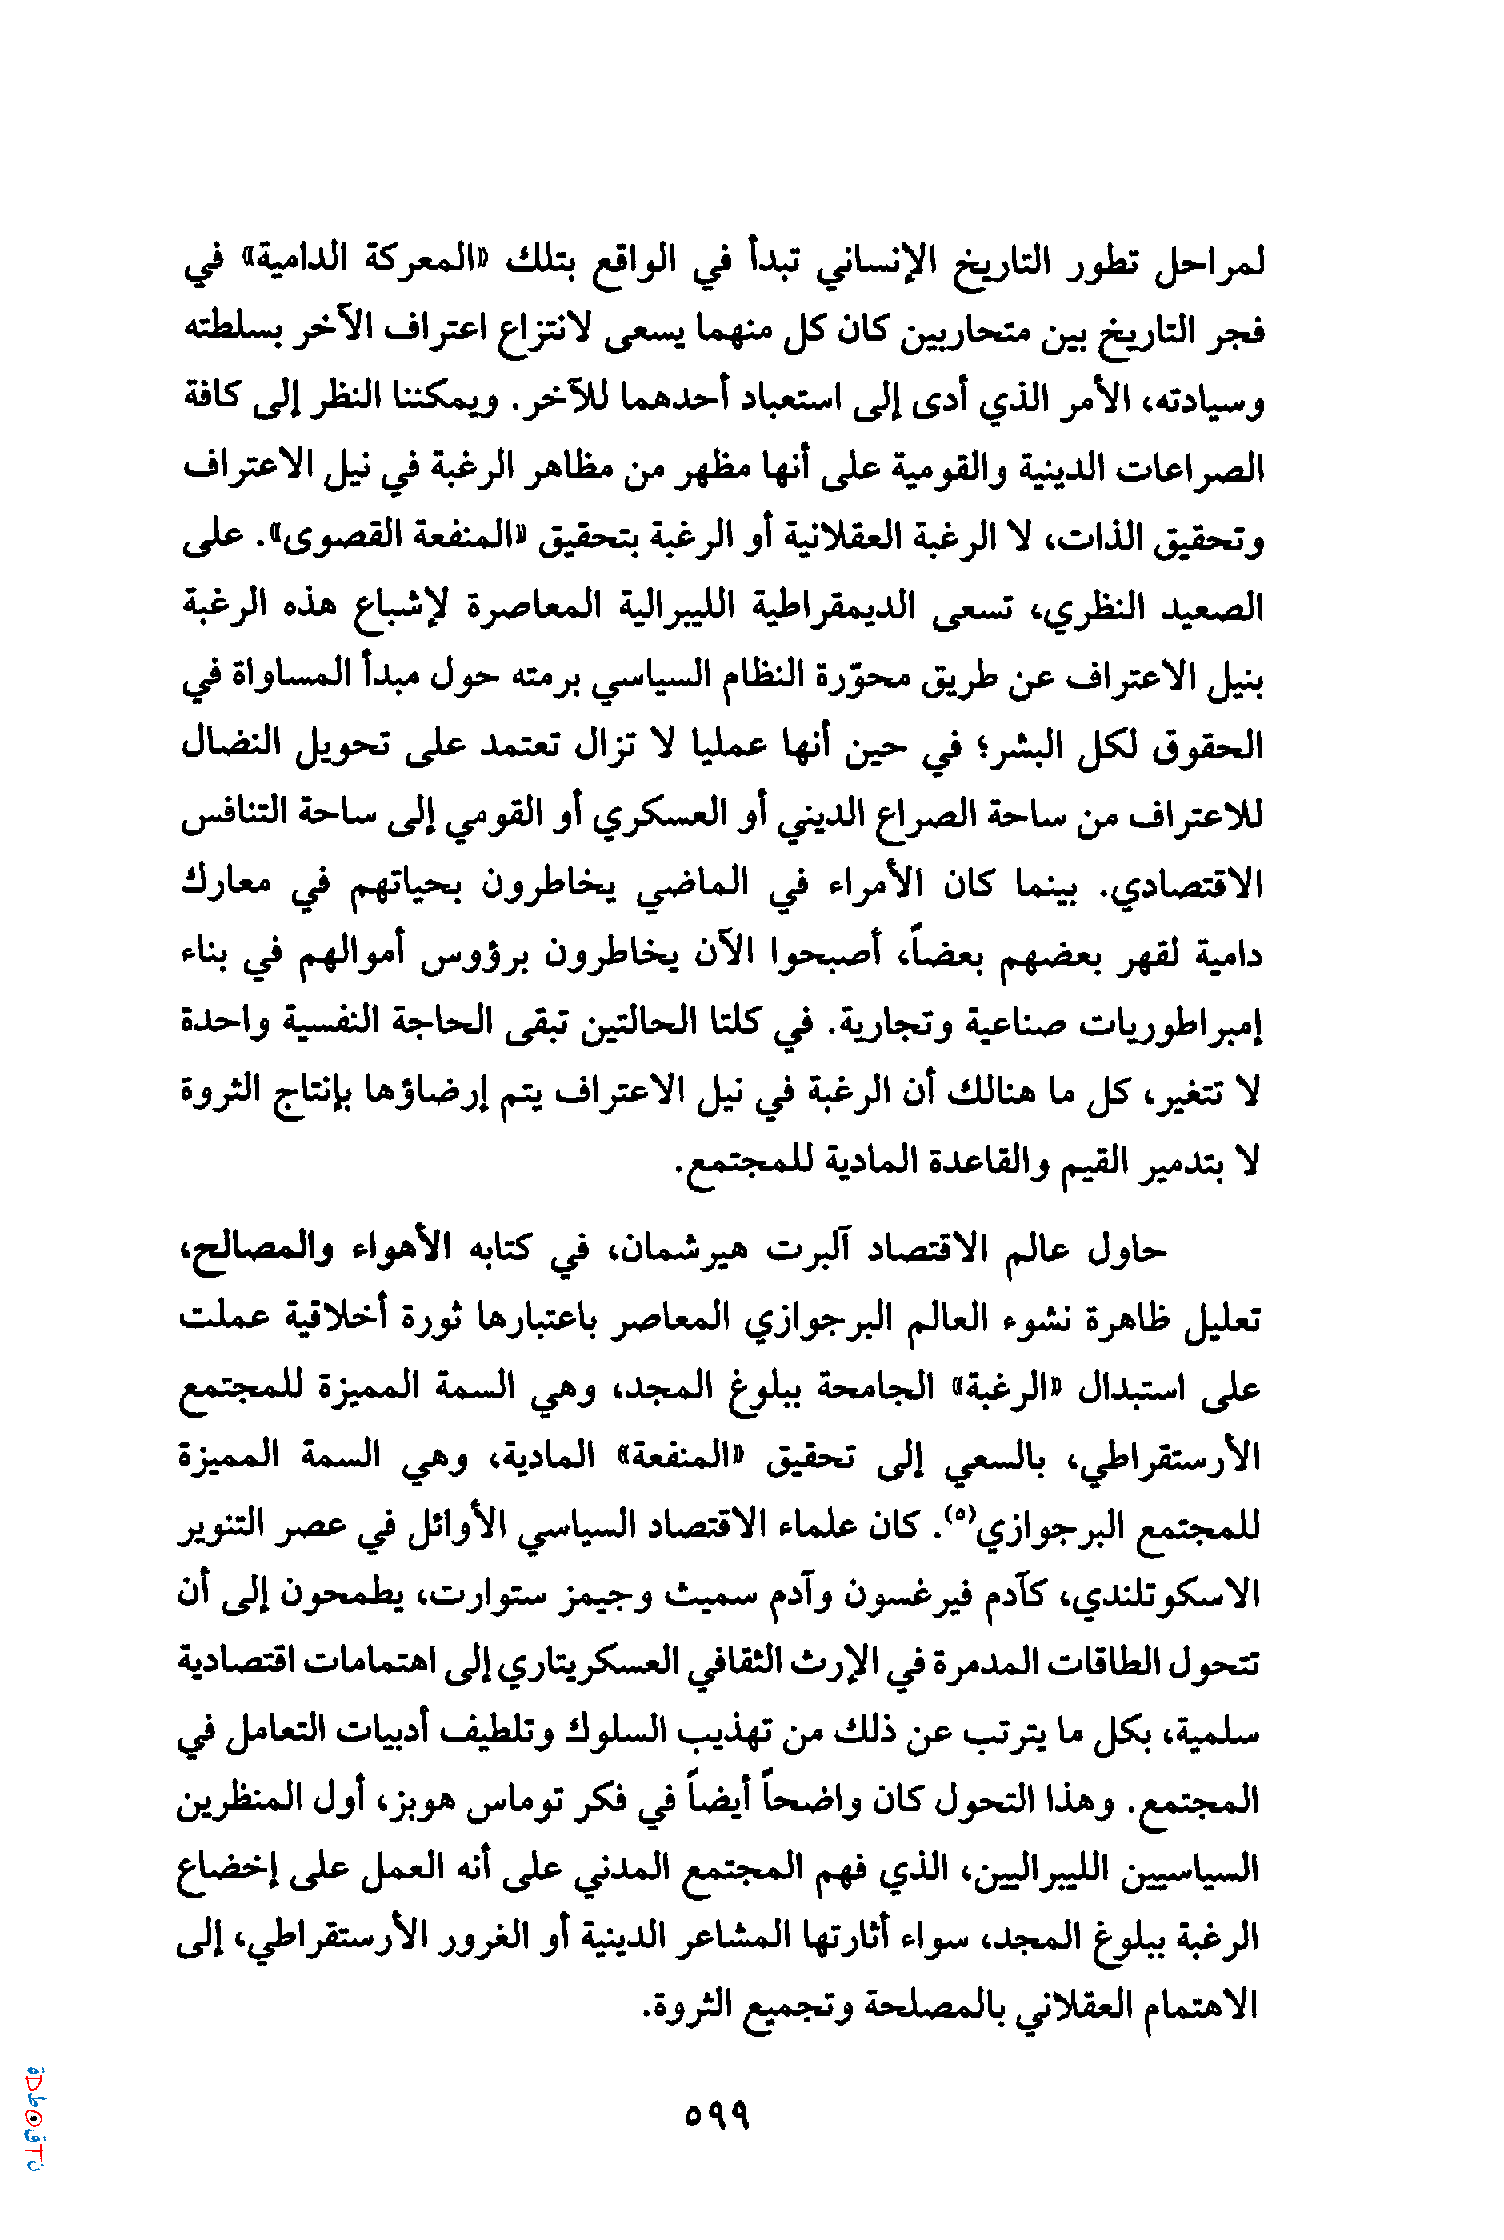 لمراحل تطور التاريخ الإنساني تبدأ في الواقع بتلك «المعركة الدامية» في
فجر التاريخ بين متحاربين كان كل منهما يسعى لانتزاع اعتراف الآخر بسلطته
وسيادته، الأمر الذي أدى إلى استعباد أحدهما للآخر. ويمكننا النظر إلى كافة
الصراعات الدينية والقومية على أنها مظهر من مظاهر الرغبة في نيل الاعتراف
وتحقيق الذات، لا الرغبة العقلانية أو الرغبة بتحقيق «المنفعة القصوى». على
الصعيد النظري، تسعى الديمقراطية الليبرالية المعاصرة لإشباع هذه الرغبة
بنيل الاعتراف عن طريق محوّرة النظام السياسي برمته حول مبدأ المساواة في
الحقوق لكل البشر؛ في حين أنها عمليا لا تزال تعتمد على تحويل النضال
للاعتراف من ساحة الصراع الديني أو العسكري أو القومي إلى ساحة التنافس
الاقتصادي. بينما كان الأمراء في الماضي يخاطرون بحياتهم في معارك
دامية لقهر بعضهم بعضاً، أصبحوا الآن يخاطرون برؤوس أموالهم في بناء
إمبراطوريات صناعية وتجارية. في كلتا الحالتين تبقى الحاجة النفسية واحدة
لا تتغير، كل ما هنالك أن الرغبة في نيل الاعتراف يتم إرضاؤها بإنتاج الثروة
لا بتدمير القيم والقاعدة المادية للمجتمع.
حاول عالم الاقتصاد آلبرت هيرشمان، في كتابه الأهواء والمصالح،
تعليل ظاهرة نشوء العالم البرجوازي المعاصر باعتبارها ثورة أخلاقية عملت
على استبدال «الرغبة» الجامحة ببلوغ المجد، وهي السمة المميزة للمجتمع
الأرستقراطي، بالسعي إلى تحقيق «المنفعة» المادية، وهي السمة المميزة
للمجتمع البرجوازي(٥). كان علماء الاقتصاد السياسي الأوائل في عصر التنوير
الاسكوتلندي، كآدم فيرغسون وآدم سميث وجيمز ستوارت، يطمحون إلى أن
تتحول الطاقات المدمرة في الإرث الثقافي العسكريتاري إلى اهتمامات اقتصادية
سلمية، بكل ما يترتب عن ذلك من تهذيب السلوك وتلطيف أدبيات التعامل في
المجتمع. وهذا التحول كان واضحاً أيضاً في فكر توماس هوبز، أول المنظرين
السياسيين الليبراليين، الذي فهم المجتمع المدني على أنه العمل على إخضاع
الرغبة ببلوغ المجد، سواء أثارتها المشاعر الدينية أو الغرور الأرستقراطي، إلى
الاهتمام العقلاني بالمصلحة وتجميع الثروة.
٥٩٩